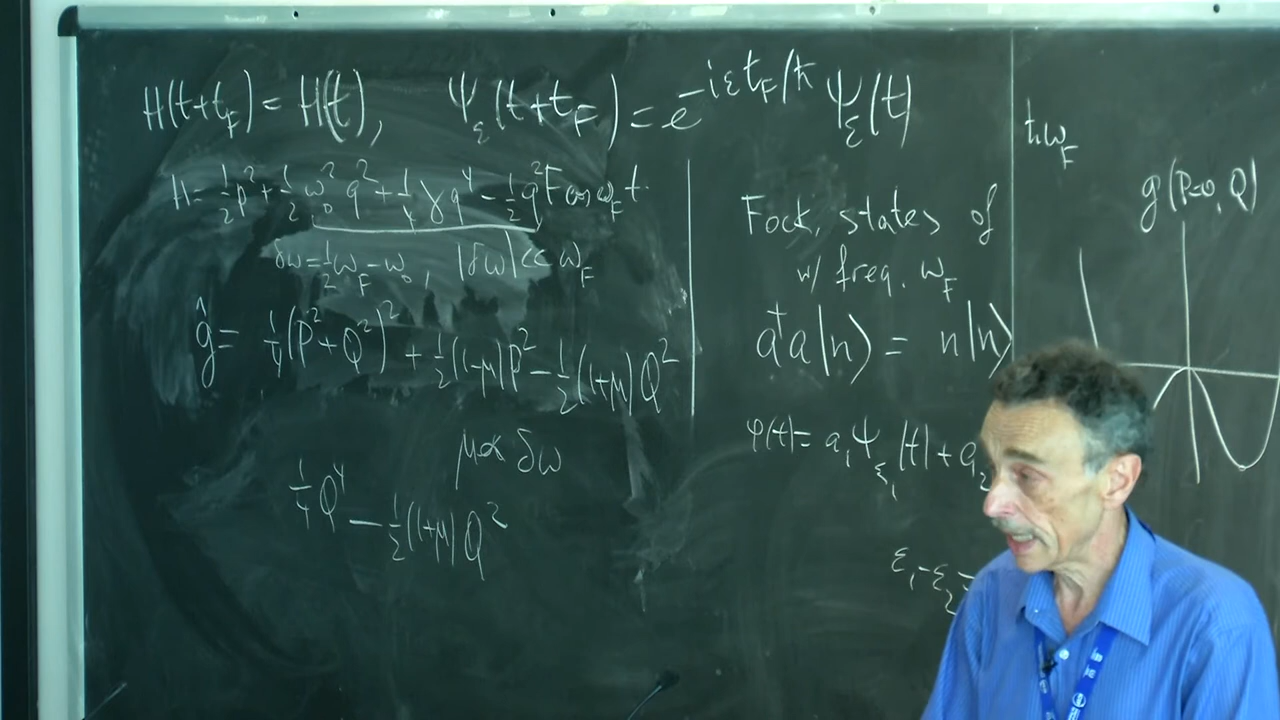 H(t+t_F) = H(t),   Ψ_ε(t+t_F) = e^{-iεt_F/ħ} Ψ_ε(t)
H = ½p² + ½ω₀²q² + ¼γq⁴ - ½q²F cos ω_F t
δω = ½ω_F - ω₀,   |δω| << ω_F
ĝ = ¼(P²+Q²)² + ½(1-μ)P² - ½(1+μ)Q²
μ ∝ δω
¼Q⁴ - ½(1+μ)Q²
Fock states of
w/ freq. ω_F
a†a|n⟩ = n|n⟩
φ(t) = a₁Ψ_ε₁(t) + a₂
ε₁ - ε₂ =
ħω_F
g(P=0, Q)